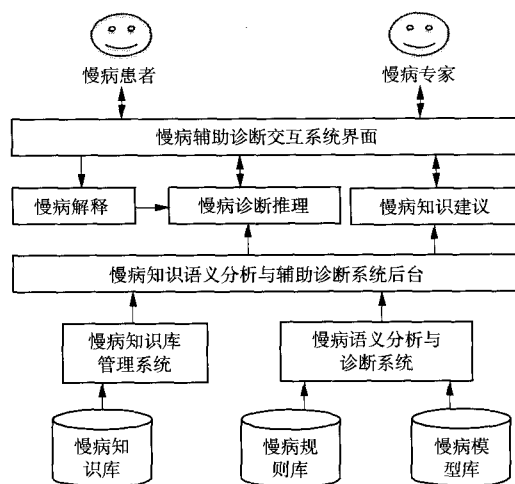 慢病患者
慢病专家
慢病辅助诊断交互系统界面
慢病解释
慢病诊断推理
慢病知识建议
慢病知识语义分析与辅助诊断系统后台
慢病知识库
管理系统
慢病语义分析与
诊断系统
慢病知
识库
慢病规
则库
慢病模
型库